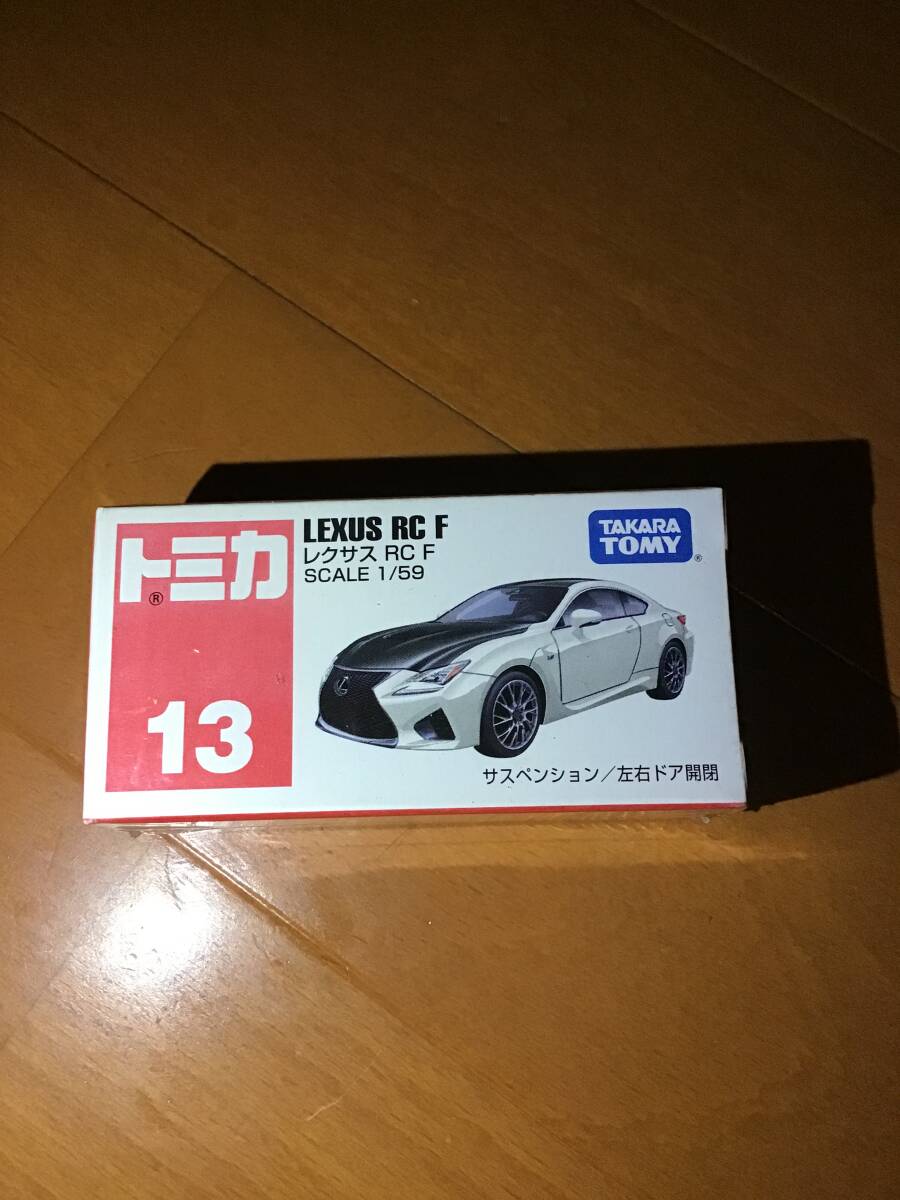 トミカ®
13
LEXUS RC F
レクサス RC F
SCALE 1/59
TAKARA
TOMY®
サスペンション/左右ドア開閉